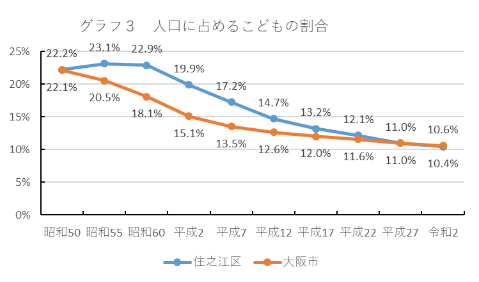 グラフ３　人口に占めるこどもの割合
25%
20%
15%
10%
5%
0%
22.2% 23.1% 22.9% 19.9% 17.2% 14.7% 13.2% 12.1% 11.0% 10.6%
22.1% 20.5% 18.1% 15.1% 13.5% 12.6% 12.0% 11.6% 11.0% 10.4%
昭和50 昭和55 昭和60 平成2 平成7 平成12 平成17 平成22 平成27 令和2
住之江区 大阪市